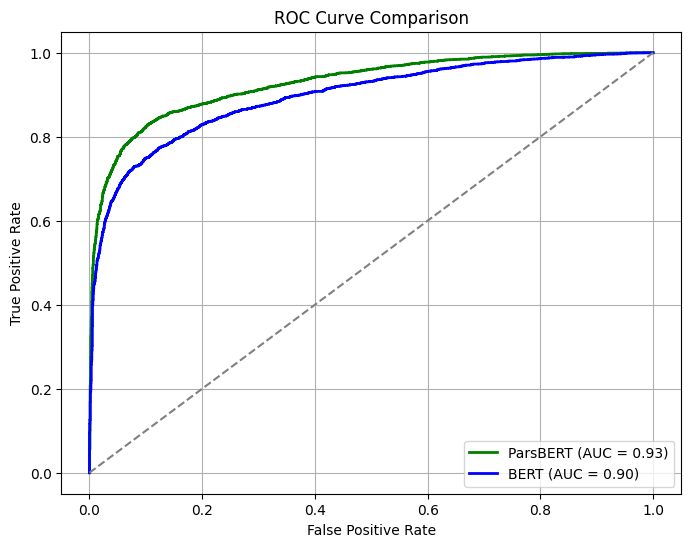 ROC Curve Comparison
True Positive Rate
1.0
0.8
0.6
0.4
0.2
0.0
0.0 0.2 0.4 0.6 0.8 1.0
False Positive Rate
ParsBERT (AUC = 0.93)
BERT (AUC = 0.90)